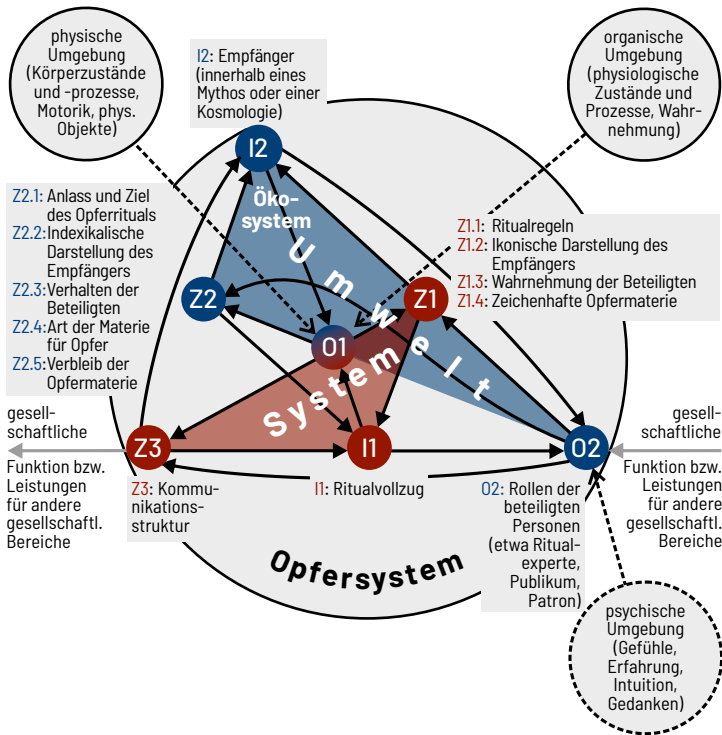 physische
Umgebung
(Körperzustände
und -prozesse,
Motorik, phys.
Objekte)
I2: Empfänger
(innerhalb eines
Mythos oder einer
Kosmologie)
organische
Umgebung
(physiologische
Zustände und
Prozesse, Wahr-
nehmung)
I2
Öko-
system
Umwelt
Z2.1: Anlass und Ziel
des Opferrituals
Z2.2: Indexikalische
Darstellung des
Empfängers
Z2.3: Verhalten der
Beteiligten
Z2.4: Art der Materie
für Opfer
Z2.5: Verbleib der
Opfermaterie
Z1.1: Ritualregeln
Z1.2: Ikonische Darstellung des
Empfängers
Z1.3: Wahrnehmung der Beteiligten
Z1.4: Zeichenhafte Opfermaterie
Z2
Z1
O1
Systeme
gesell-
schaftliche
Funktion bzw.
Leistungen
für andere
gesellschaftl.
Bereiche
Z3
I1
O2
gesell-
schaftliche
Funktion bzw.
Leistungen
für andere
gesellschaftl.
Bereiche
Z3: Kommu-
nikations-
struktur
I1: Ritualvollzug
O2: Rollen der
beteiligten
Personen
(etwa Ritual-
experte,
Publikum,
Patron)
Opfersystem
psychische
Umgebung
(Gefühle,
Erfahrung,
Intuition,
Gedanken)